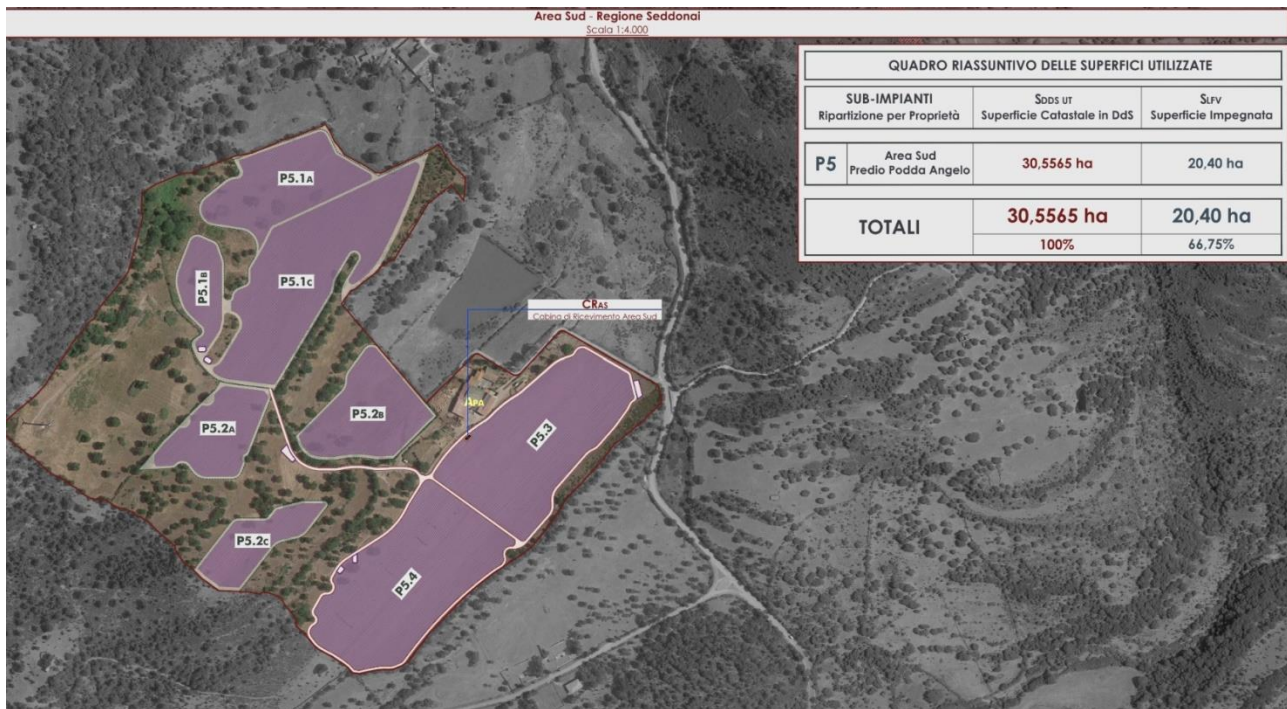 Area Sud - Regione Seddonai
Scala 1:4.000
QUADRO RIASSUNTIVO DELLE SUPERFICI UTILIZZATE
SUB-IMPIANTI
Ripartizione per Proprietà
SDDS UT
Superficie Catastale in DdS
SLFV
Superficie Impegnata
P5
Area Sud
Predio Podda Angelo
30,5565 ha
20,40 ha
TOTALI
30,5565 ha
20,40 ha
100%
66,75%
P5.1A
P5.1B
P5.1C
CRAS
Cabina di Ricevimento Area Sud
APA
P5.2B
P5.2A
P5.3
P5.2C
P5.4